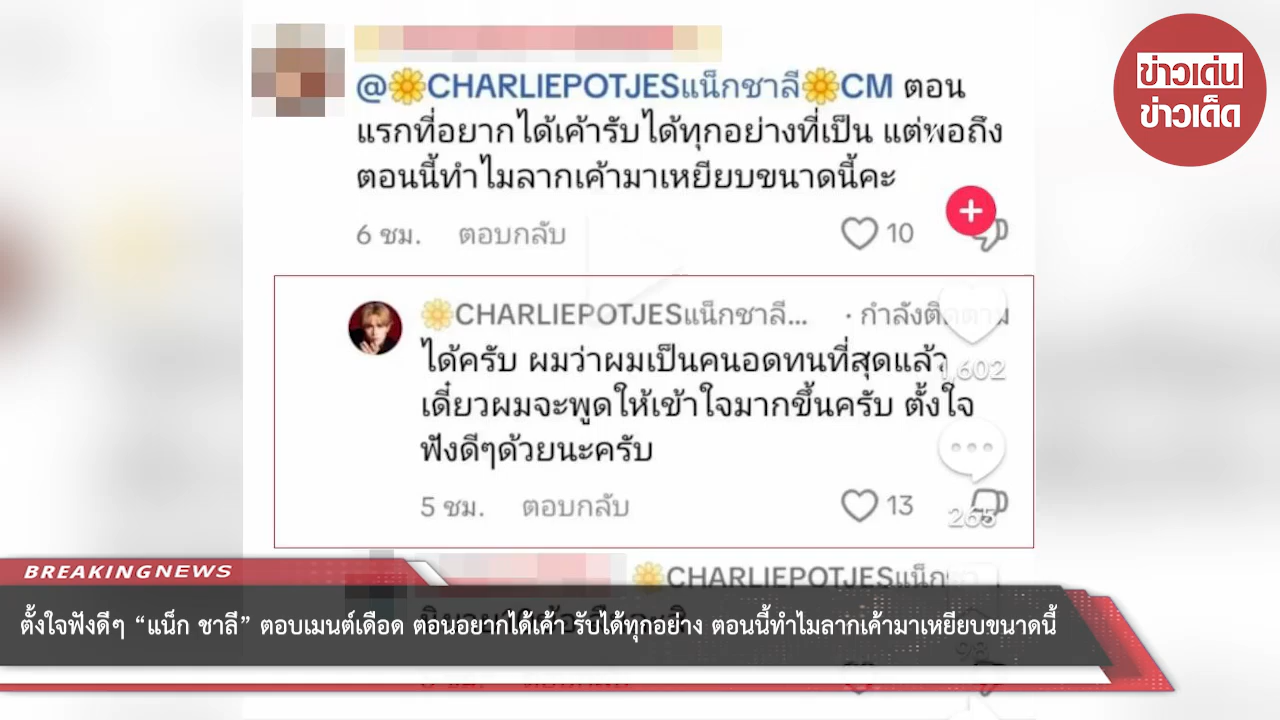 ข่าวเด่น
ข่าวเด็ด
@🌼CHARLIEPOTJESแน็กชาลี🌼CM ตอน
แรกที่อยากได้เค้ารับได้ทุกอย่างที่เป็น แต่พอถึง
ตอนนี้ทำไมลากเค้ามาเหยียบขนาดนี้คะ
6 ชม. ตอบกลับ 10
🌼CHARLIEPOTJESแน็กชาลี... · กำลังติดตาม
ได้ครับ ผมว่าผมเป็นคนอดทนที่สุดแล้ว
1,602
เดี๋ยวผมจะพูดให้เข้าใจมากขึ้นครับ ตั้งใจ
ฟังดีๆด้วยนะครับ
5 ชม. ตอบกลับ 13
265
BREAKINGNEWS
🌼CHARLIEPOTJESแน็ก
ตั้งใจฟังดีๆ “แน็ก ชาลี” ตอบเมนต์เดือด ตอนอยากได้เค้า รับได้ทุกอย่าง ตอนนี้ทำไมลากเค้ามาเหยียบขนาดนี้